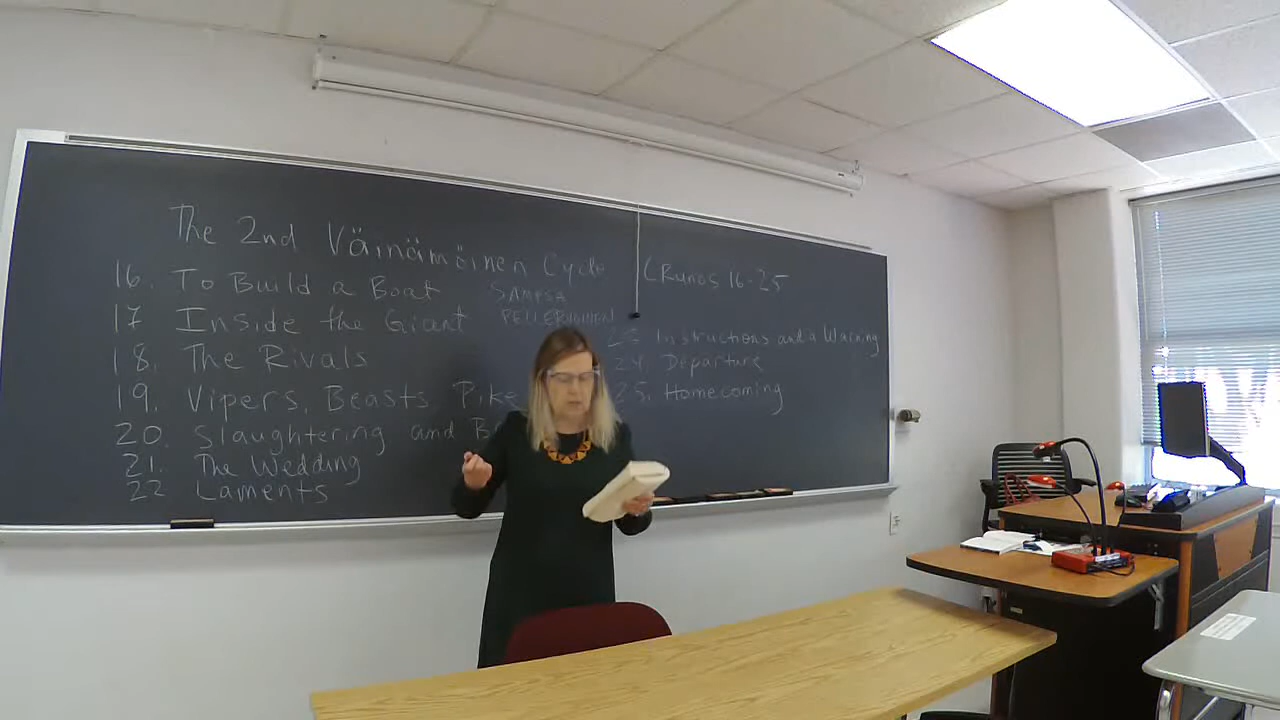 The 2nd Väinämöinen Cycle (Runos 16-25
16. To Build a Boat
SAMPSA
PELLERVOINEN
17 Inside the Giant
18. The Rivals
19. Vipers, Beasts Pike
20. Slaughtering and B
21. The Wedding
22 Laments
23. Instructions and a Warning
24. Departure
25. Homecoming